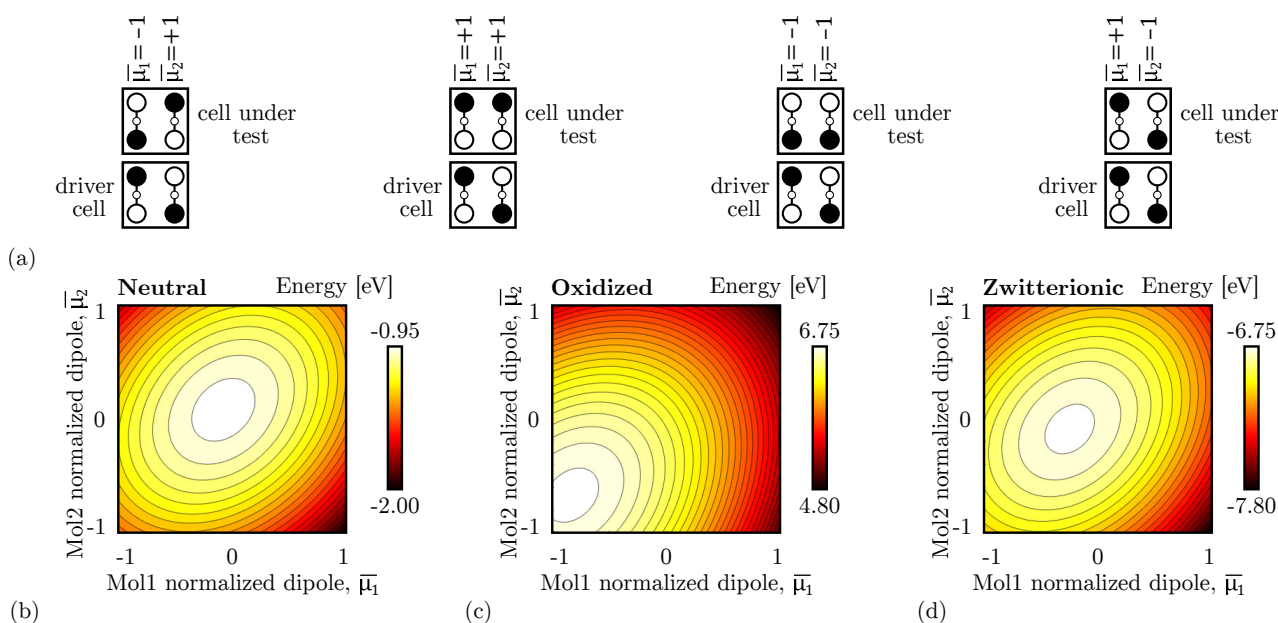 μ̅₁=-1 μ̅₂=+1
μ̅₁=+1 μ̅₂=+1
μ̅₁=-1 μ̅₂=-1
μ̅₁=+1 μ̅₂=-1
cell under
test
driver
cell
cell under
test
driver
cell
cell under
test
driver
cell
cell under
test
driver
cell
(a)
Neutral Energy [eV]
Mol2 normalized dipole, μ̅₂
1
0
-1
-1 0 1
Mol1 normalized dipole, μ̅₁
-0.95
-2.00
(b)
Oxidized Energy [eV]
Mol2 normalized dipole, μ̅₂
1
0
-1
-1 0 1
Mol1 normalized dipole, μ̅₁
6.75
4.80
(c)
Zwitterionic Energy [eV]
Mol2 normalized dipole, μ̅₂
1
0
-1
-1 0 1
Mol1 normalized dipole, μ̅₁
-6.75
-7.80
(d)